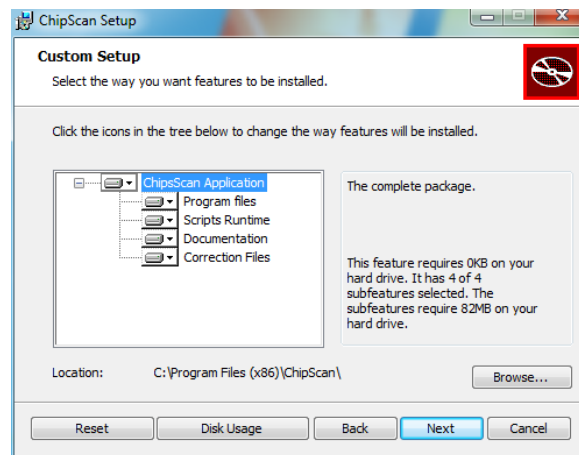 ChipScan Setup
Custom Setup
Select the way you want features to be installed.
Click the icons in the tree below to change the way features will be installed.
ChipsScan Application
Program files
Scripts Runtime
Documentation
Correction Files
The complete package.
This feature requires 0KB on your
hard drive. It has 4 of 4
subfeatures selected. The
subfeatures require 82MB on your
hard drive.
Location: C:\Program Files (x86)\ChipScan\
Browse...
Reset Disk Usage Back Next Cancel